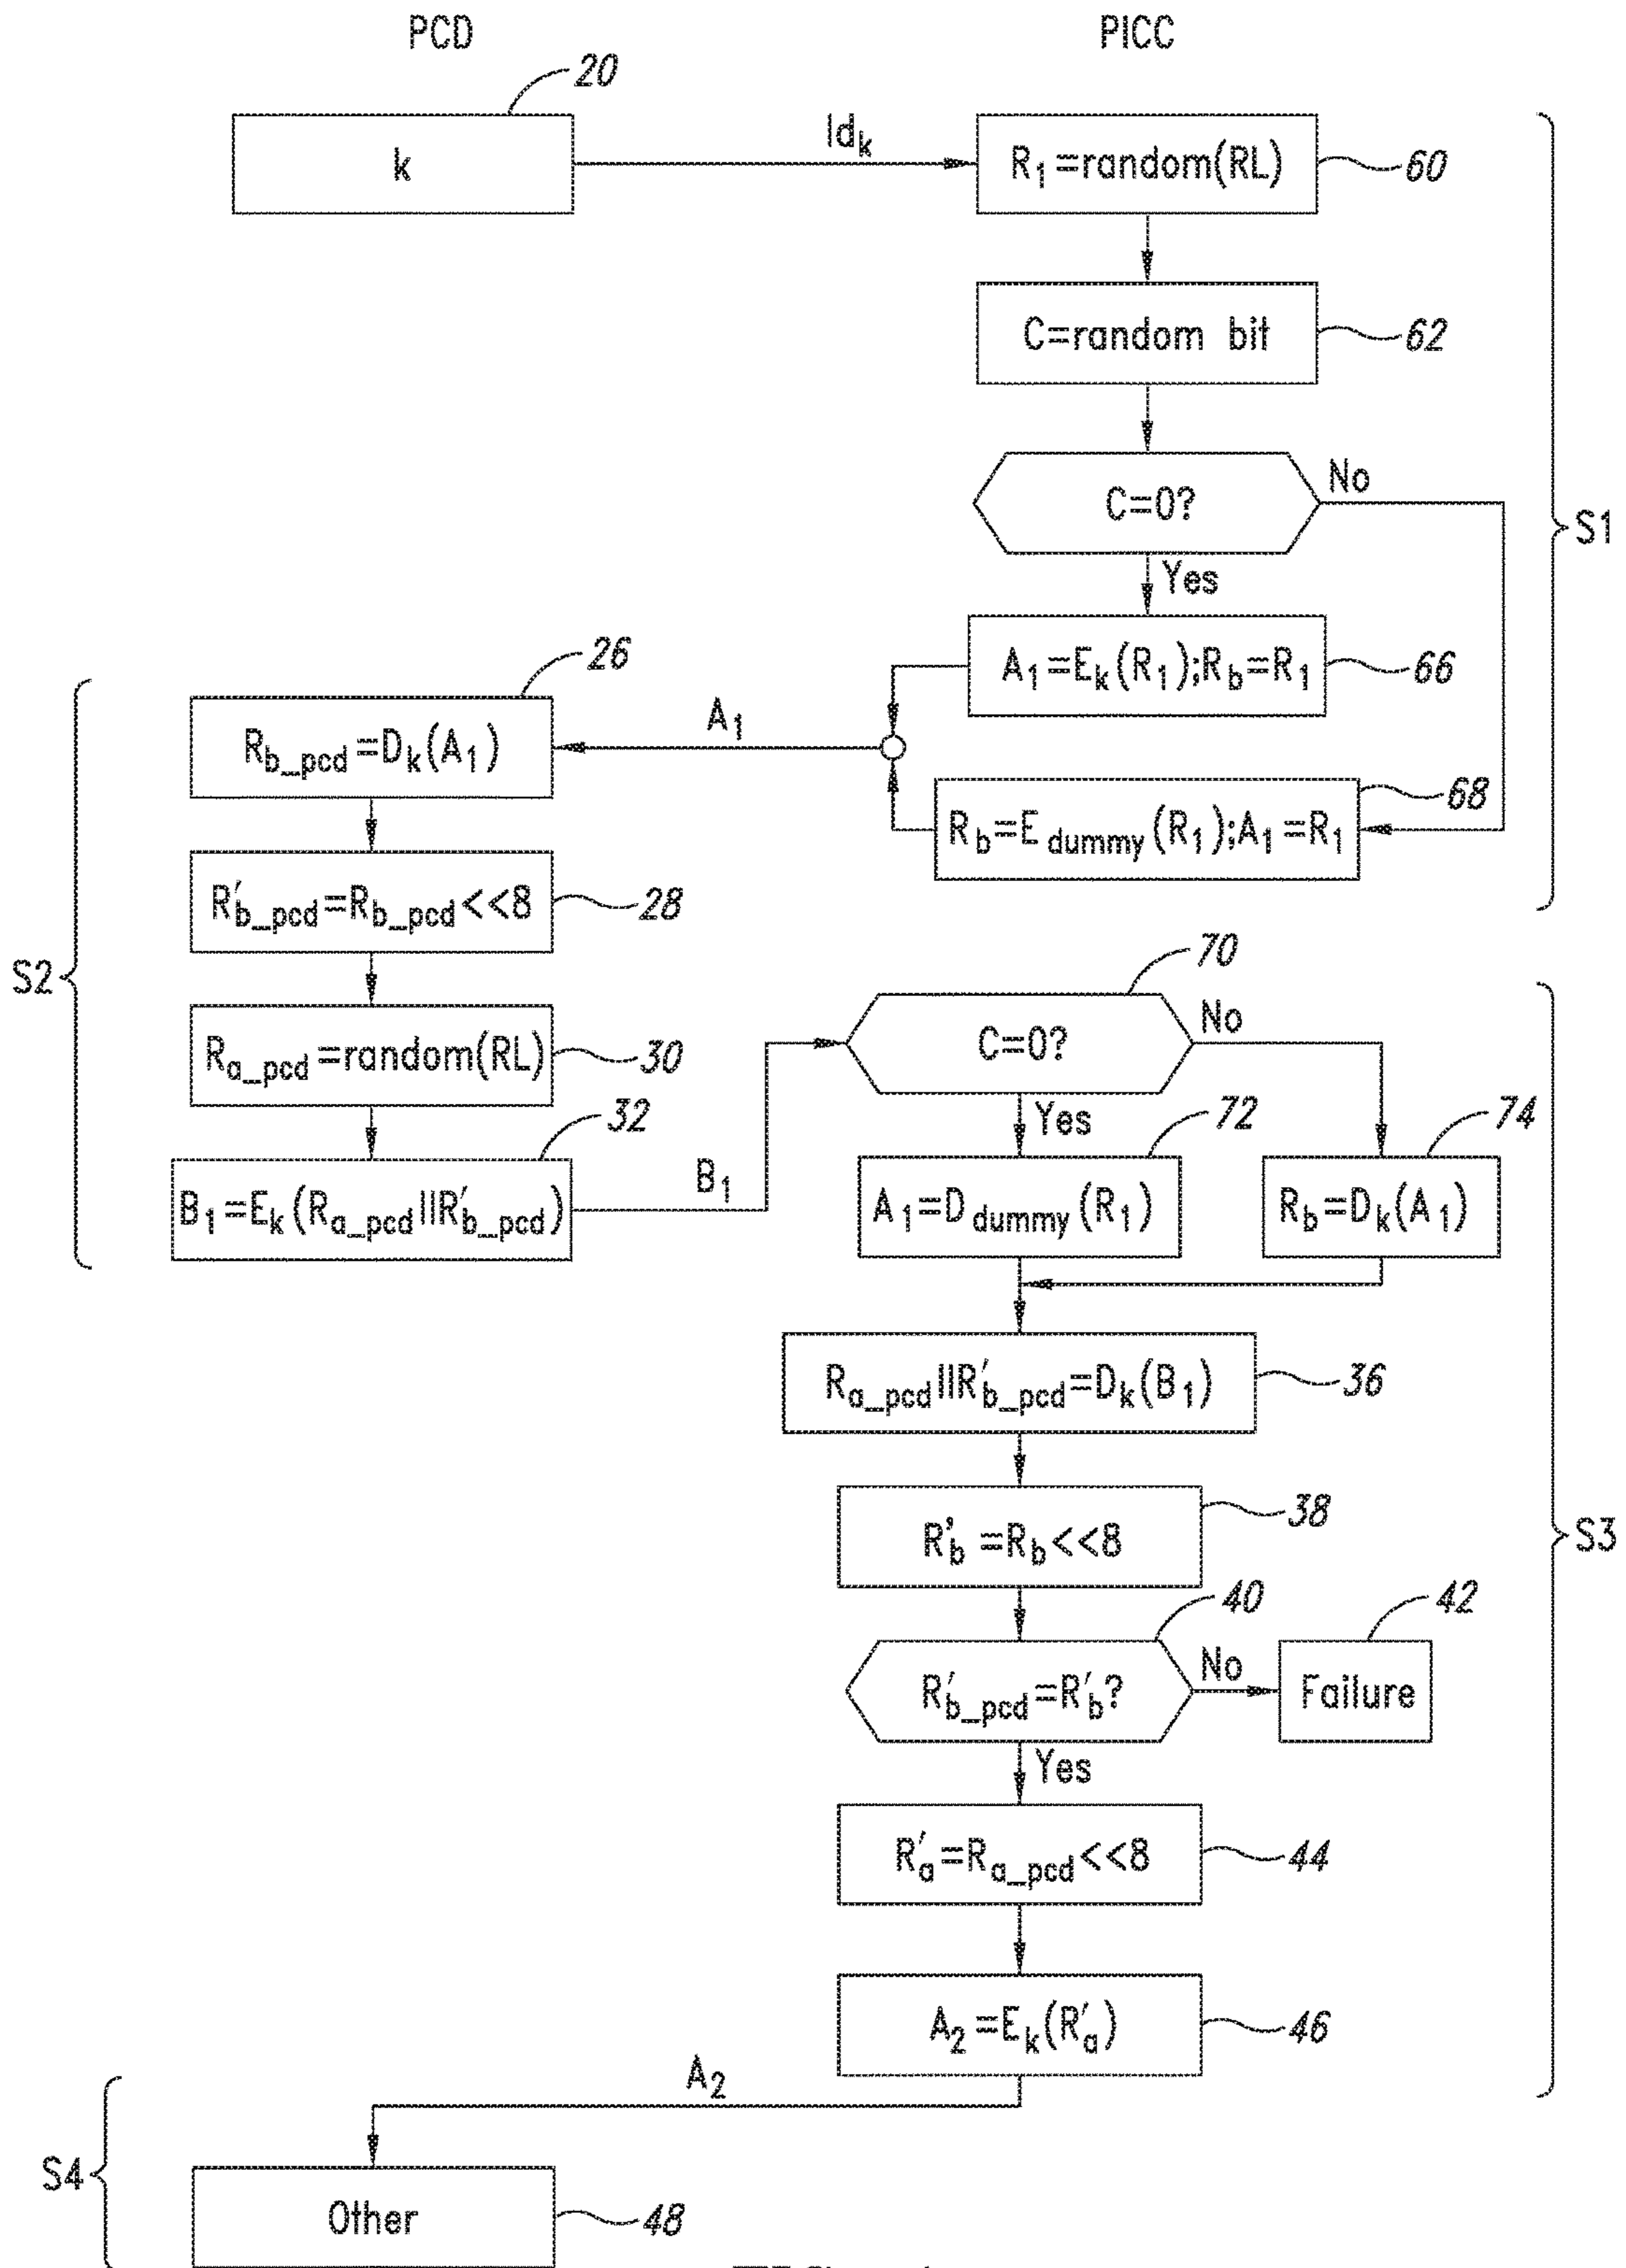 PCD PICC
20
k
Id_k
R_1=random(RL)
60
C=random bit
62
C=0?
No
Yes
S1
A_1=E_k(R_1);R_b=R_1
66
A_1
R_b=E_dummy(R_1);A_1=R_1
68
26
R_b_pcd=D_k(A_1)
R'_b_pcd=R_b_pcd<<8
28
S2
R_a_pcd=random(RL)
30
32
B_1=E_k(R_a_pcd||R'_b_pcd)
B_1
70
C=0?
No
Yes
72
A_1=D_dummy(R_1)
74
R_b=D_k(A_1)
R_a_pcd||R'_b_pcd=D_k(B_1)
36
R'_b=R_b<<8
38
S3
40
R'_b_pcd=R'_b?
No
42
Failure
Yes
R'_a=R_a_pcd<<8
44
A_2=E_k(R'_a)
46
A_2
S4
Other
48